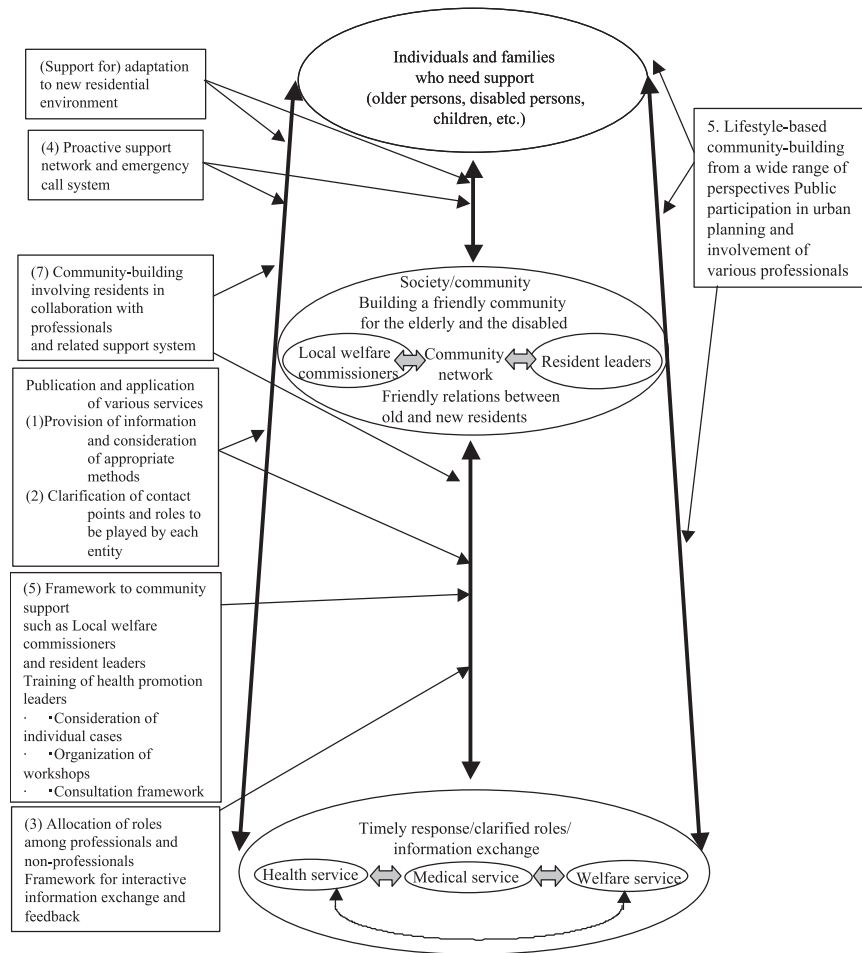 Individuals and families
who need support
(older persons, disabled persons,
children, etc.)
(Support for) adaptation
to new residential
environment
(4) Proactive support
network and emergency
call system
5. Lifestyle-based
community-building
from a wide range of
perspectives Public
participation in urban
planning and
involvement of
various professionals
(7) Community-building
involving residents in
collaboration with
professionals
and related support system
Society/community
Building a friendly community
for the elderly and the disabled
Local welfare
commissioners
Community
network
Resident leaders
Friendly relations between
old and new residents
Publication and application
of various services
(1)Provision of information
and consideration
of appropriate
methods
(2) Clarification of contact
points and roles to
be played by each
entity
(5) Framework to community
support
such as Local welfare
commissioners
and resident leaders
Training of health promotion
leaders
· ・Consideration of
individual cases
· ・Organization of
workshops
· ・Consultation framework
(3) Allocation of roles
among professionals and
non-professionals
Framework for interactive
information exchange and
feedback
Timely response/clarified roles/
information exchange
Health service
Medical service
Welfare service